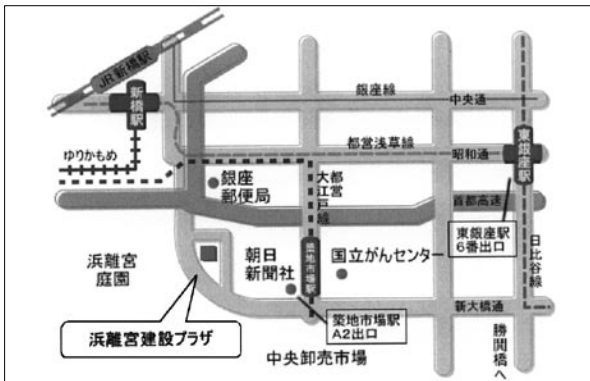 JR新橋駅
新橋駅
銀座線
中央通
ゆりかもめ
都営浅草線
昭和通
東銀座駅
銀座
郵便局
都営
大江戸線
首都高速
東銀座駅
6番出口
日比谷線
浜離宮
庭園
朝日
新聞社
築地市場駅
国立がんセンター
新大橋通
浜離宮建設プラザ
築地市場駅
A2出口
中央卸売市場
勝鬨橋へ